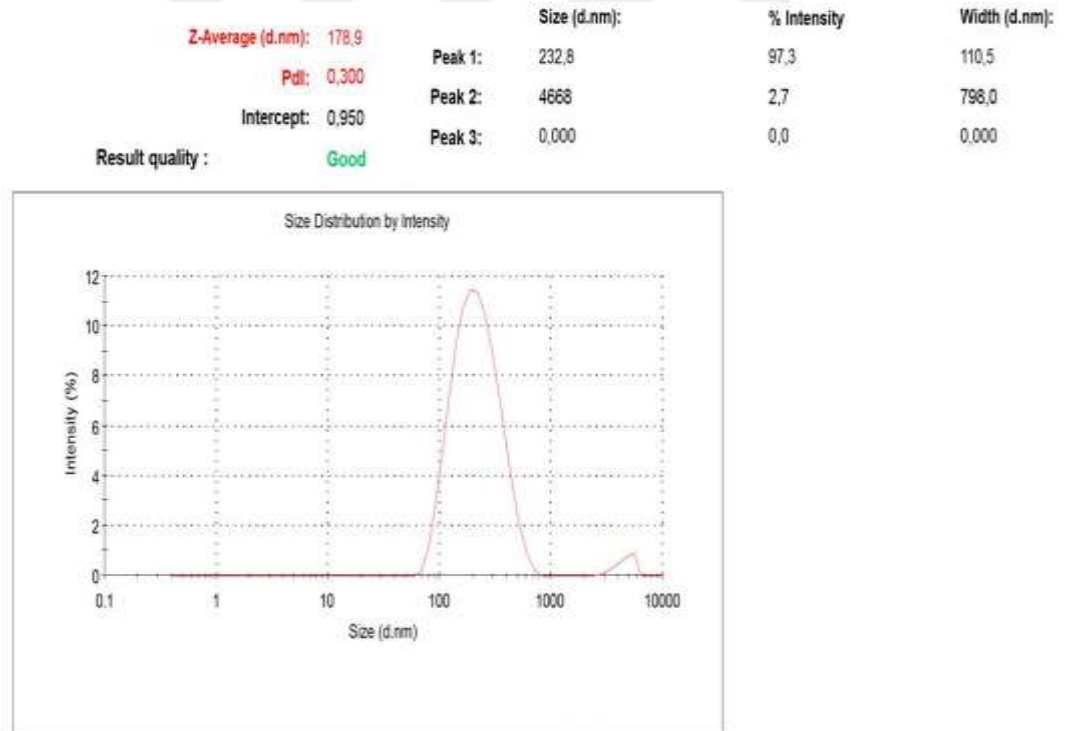 Size (d.nm): % Intensity Width (d.nm):
Z-Average (d.nm): 178,9
Peak 1: 232,8 97,3 110,5
PdI: 0,300
Peak 2: 4668 2,7 798,0
Intercept: 0,950
Peak 3: 0,000 0,0 0,000
Result quality : Good
Size Distribution by Intensity
12
10
8
6
4
2
0
Intensity (%)
0.1 1 10 100 1000 10000
Size (d.nm)